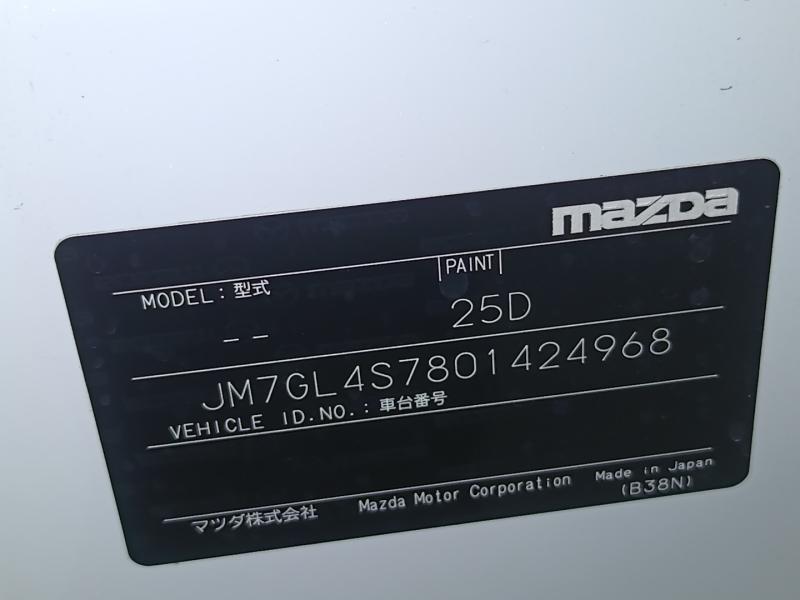 mazda
MODEL : 型式
PAINT
-- 25D
JM7GL4S7801424968
VEHICLE ID.NO. : 車台番号
マツダ株式会社 Mazda Motor Corporation Made in Japan
(B38N)